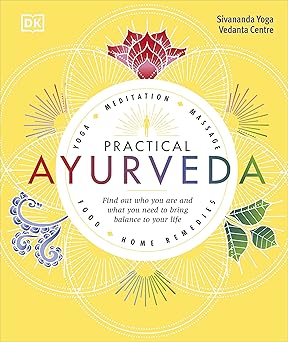 DK
Sivananda Yoga
Vedanta Centre
YOGA • MEDITATION • MASSAGE
PRACTICAL
AYURVEDA
Find out who you are and
what you need to bring
balance to your life
FOOD • HOME REMEDIES